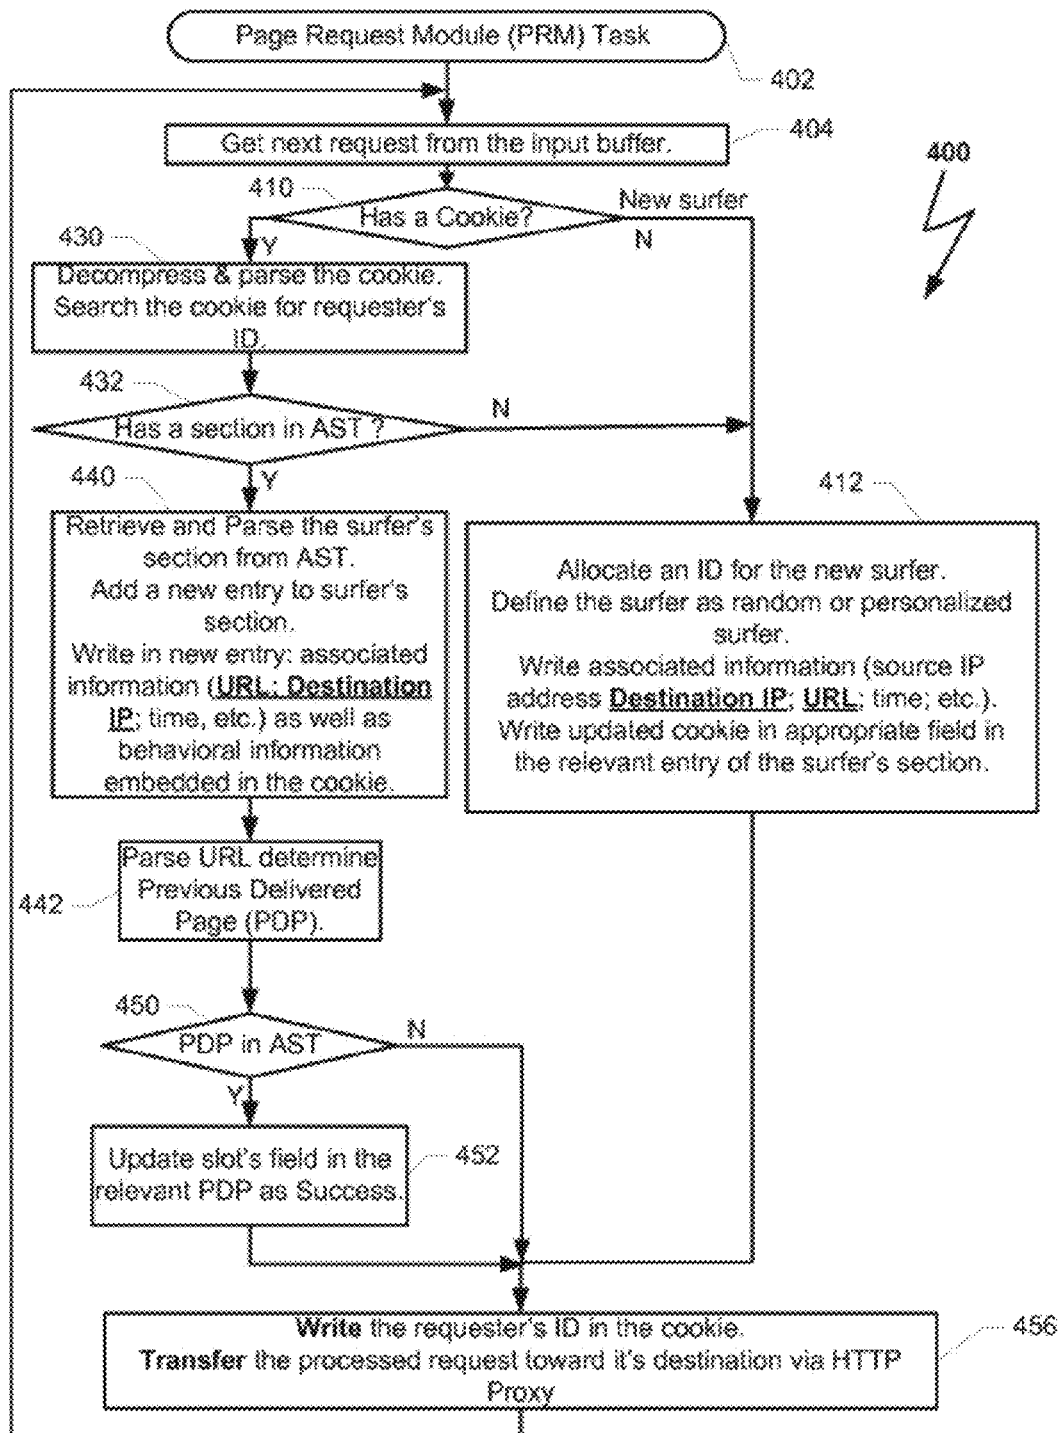 Page Request Module (PRM) Task
402
Get next request from the input buffer.
404
400
410
Has a Cookie?
New surfer
N
Y
430
Decompress & parse the cookie.
Search the cookie for requester's
ID.
432
Has a section in AST ?
N
Y
440
Retrieve and Parse the surfer's
section from AST.
Add a new entry to surfer's
section.
Write in new entry: associated
information (URL; Destination
IP; time, etc.) as well as
behavioral information
embedded in the cookie.
412
Allocate an ID for the new surfer.
Define the surfer as random or personalized
surfer.
Write associated information (source IP
address Destination IP; URL; time; etc.).
Write updated cookie in appropriate field in
the relevant entry of the surfer's section.
442
Parse URL determine
Previous Delivered
Page (PDP).
450
PDP in AST
N
Y
Update slot's field in the
relevant PDP as Success.
452
Write the requester's ID in the cookie.
Transfer the processed request toward it's destination via HTTP
Proxy
456